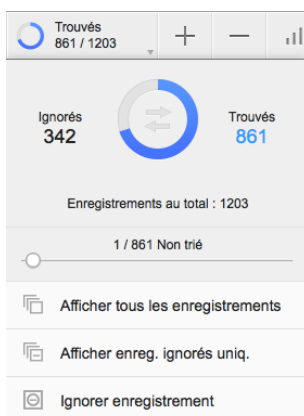 Trouvés
861 / 1203
Ignorés
342
Trouvés
861
Enregistrements au total : 1203
1 / 861 Non trié
Afficher tous les enregistrements
Afficher enreg. ignorés uniq.
Ignorer enregistrement